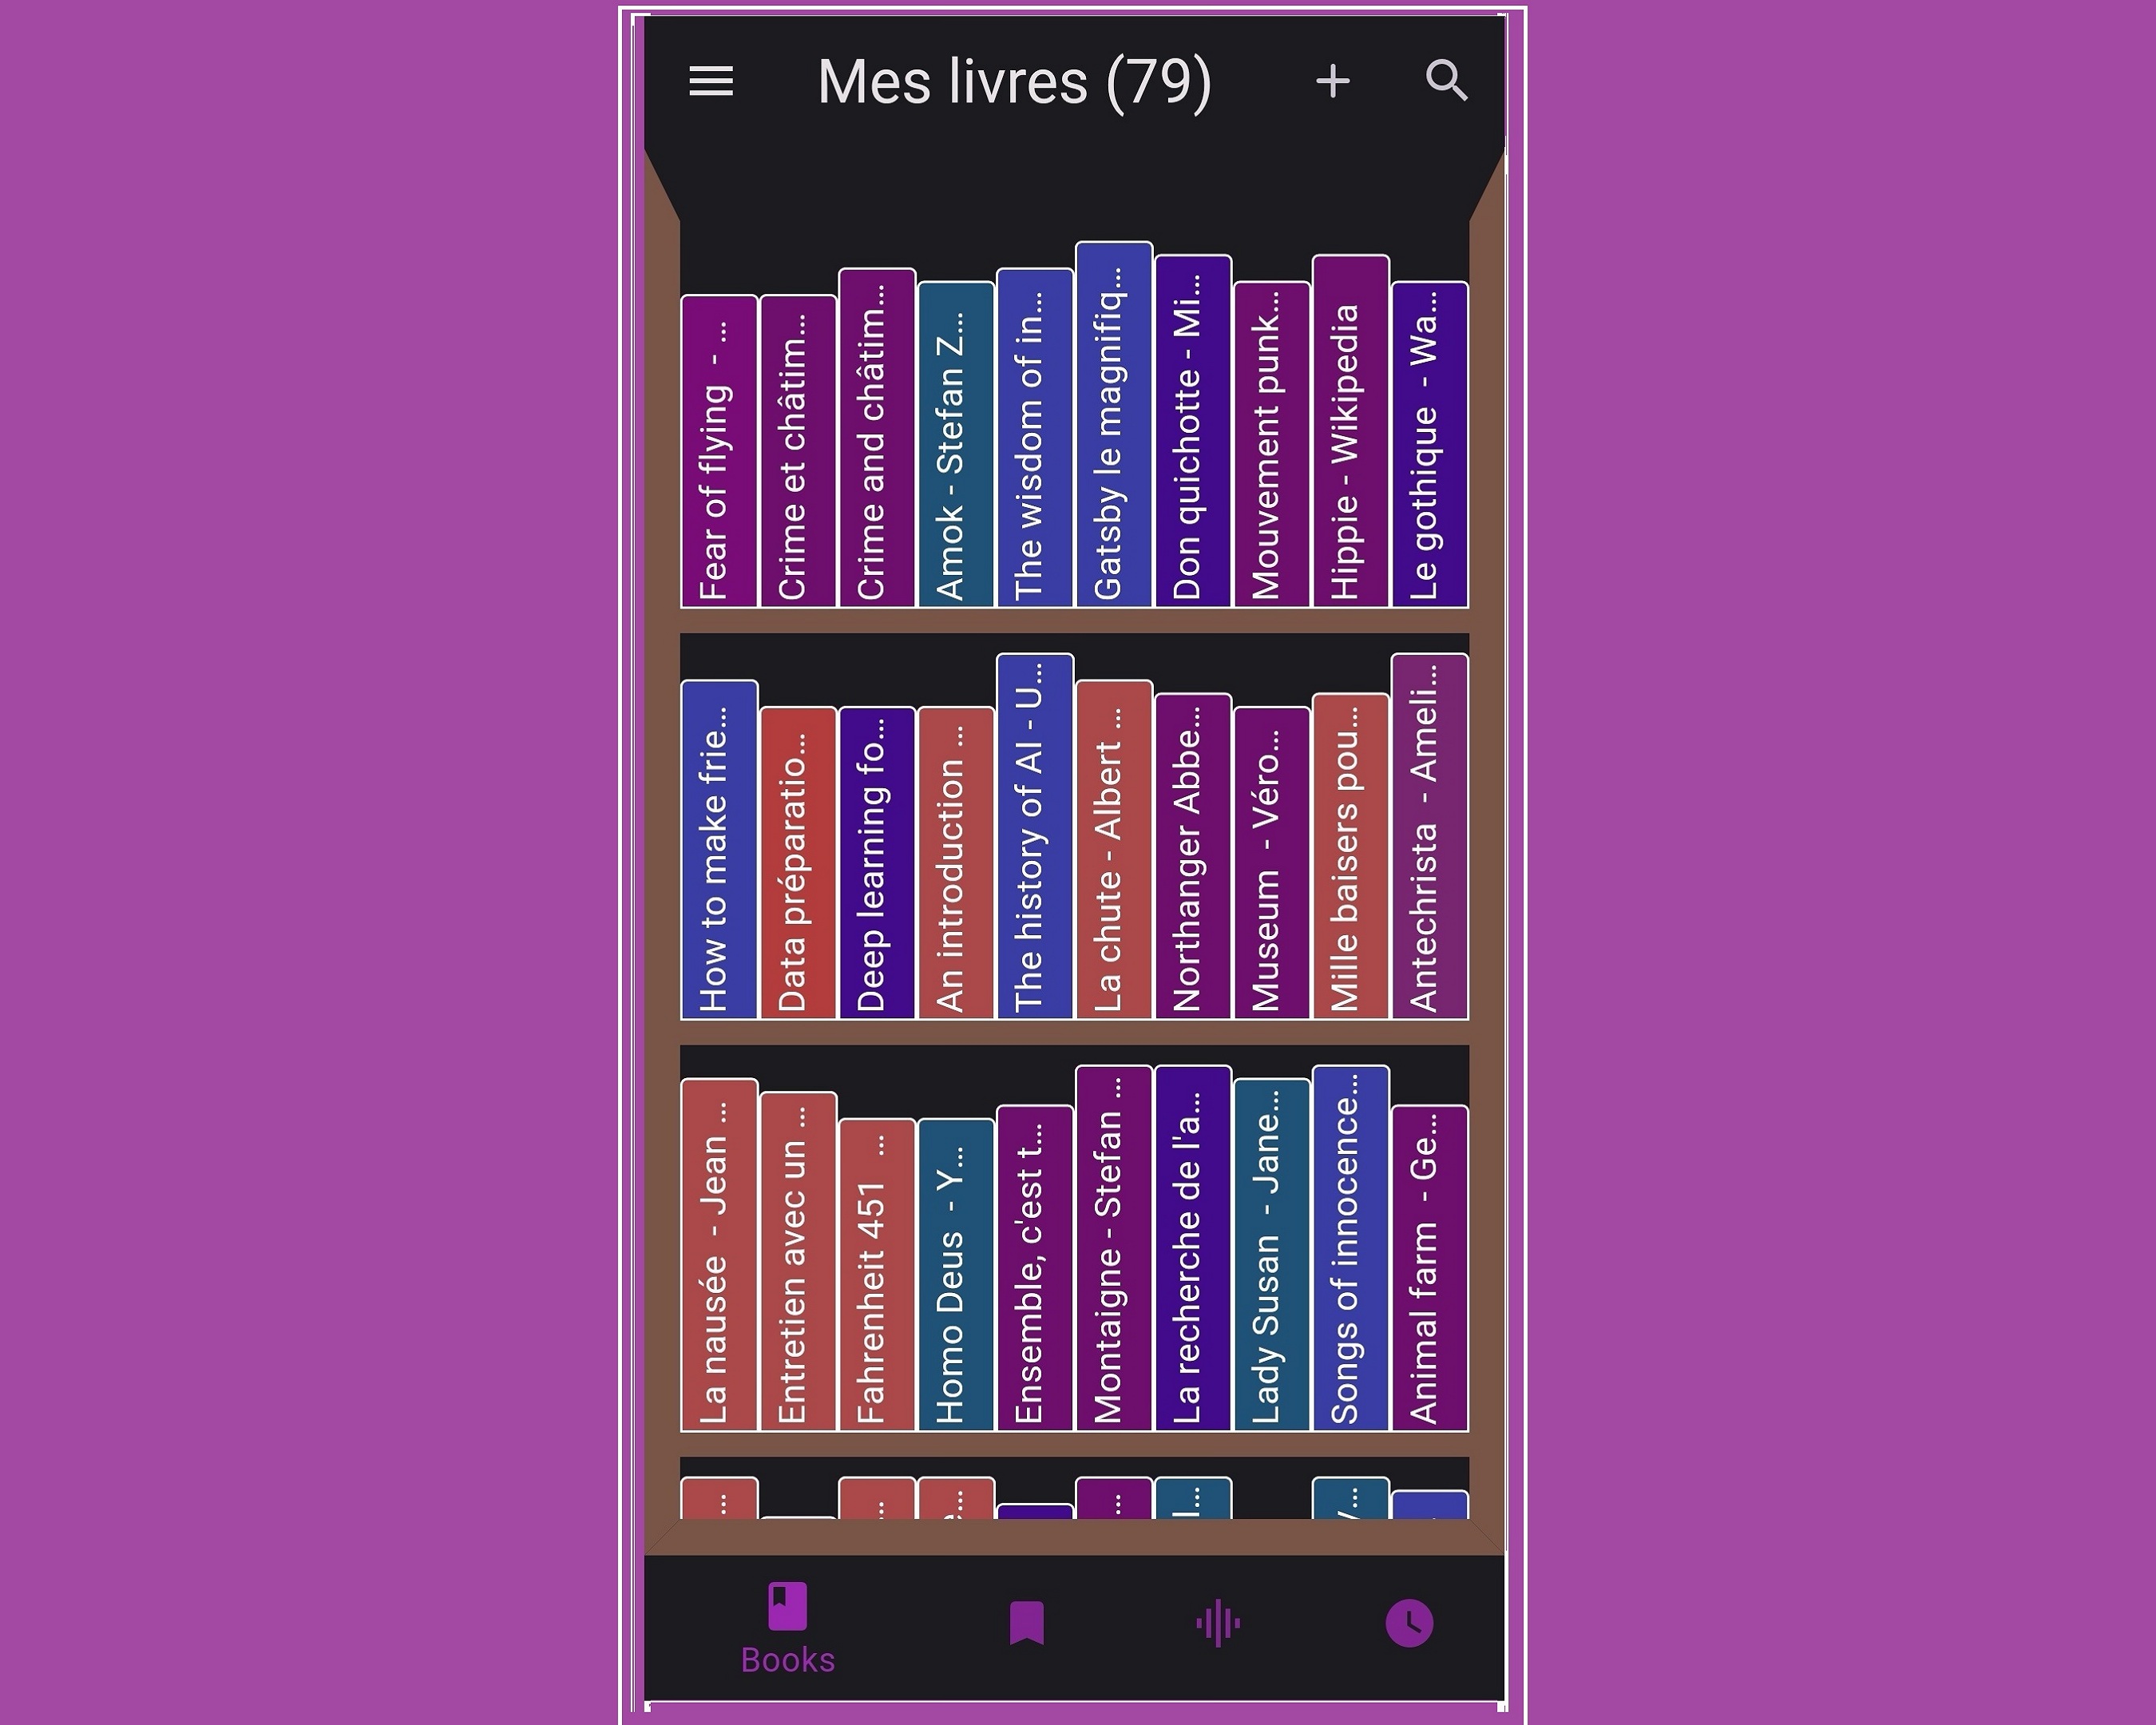 Mes livres (79)
Fear of flying - ...
Crime et châtim...
Crime and châtim...
Amok - Stefan Z...
The wisdom of in...
Gatsby le magnifiq...
Don quichotte - Mi...
Mouvement punk...
Hippie - Wikipedia
Le gothique - Wa...
How to make frie...
Data préparatio...
Deep learning fo...
An introduction ...
The history of AI - U...
La chute - Albert ...
Northanger Abbe...
Museum - Véro...
Mille baisers pou...
Antechrista - Ameli...
La nausée - Jean ...
Entretien avec un ...
Fahrenheit 451 ...
Homo Deus - Y...
Ensemble, c'est t...
Montaigne - Stefan ...
La recherche de l'a...
Lady Susan - Jane...
Songs of innocence...
Animal farm - Ge...
Books